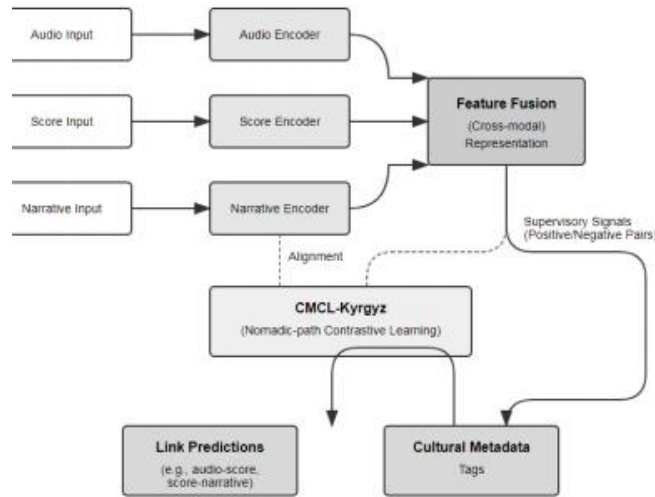 Audio Input
Audio Encoder
Score Input
Score Encoder
Feature Fusion
(Cross-modal)
Representation
Narrative Input
Narrative Encoder
Supervisory Signals
(Positive/Negative Pairs)
Alignment
CMCL-Kyrgyz
(Nomadic-path Contrastive Learning)
Link Predictions
(e.g., audio-score,
score-narrative)
Cultural Metadata
Tags